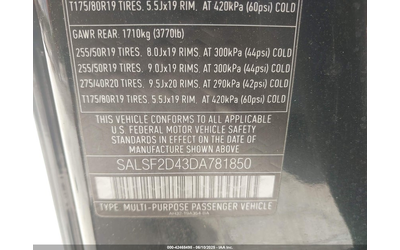 T175/80R19 TIRES, 5.5Jx19 RIM, AT 420kPa (60psi) COLD
GAWR REAR: 1710kg (3770lb)
255/50R19 TIRES, 8.0Jx19 RIMS, AT 300kPa (44psi) COLD
255/50R19 TIRES, 9.0Jx19 RIMS, AT 300kPa (44psi) COLD
275/40R20 TIRES, 9.5Jx20 RIMS, AT 290kPa (42psi) COLD
T175/80R19 TIRES, 5.5Jx19 RIM, AT 420kPa (60psi) COLD
THIS VEHICLE CONFORMS TO ALL APPLICABLE
U.S. FEDERAL MOTOR VEHICLE SAFETY
STANDARDS IN EFFECT ON THE DATE OF
MANUFACTURE SHOWN ABOVE.
SALSF2D43DA781850
TYPE: MULTI-PURPOSE PASSENGER VEHICLE